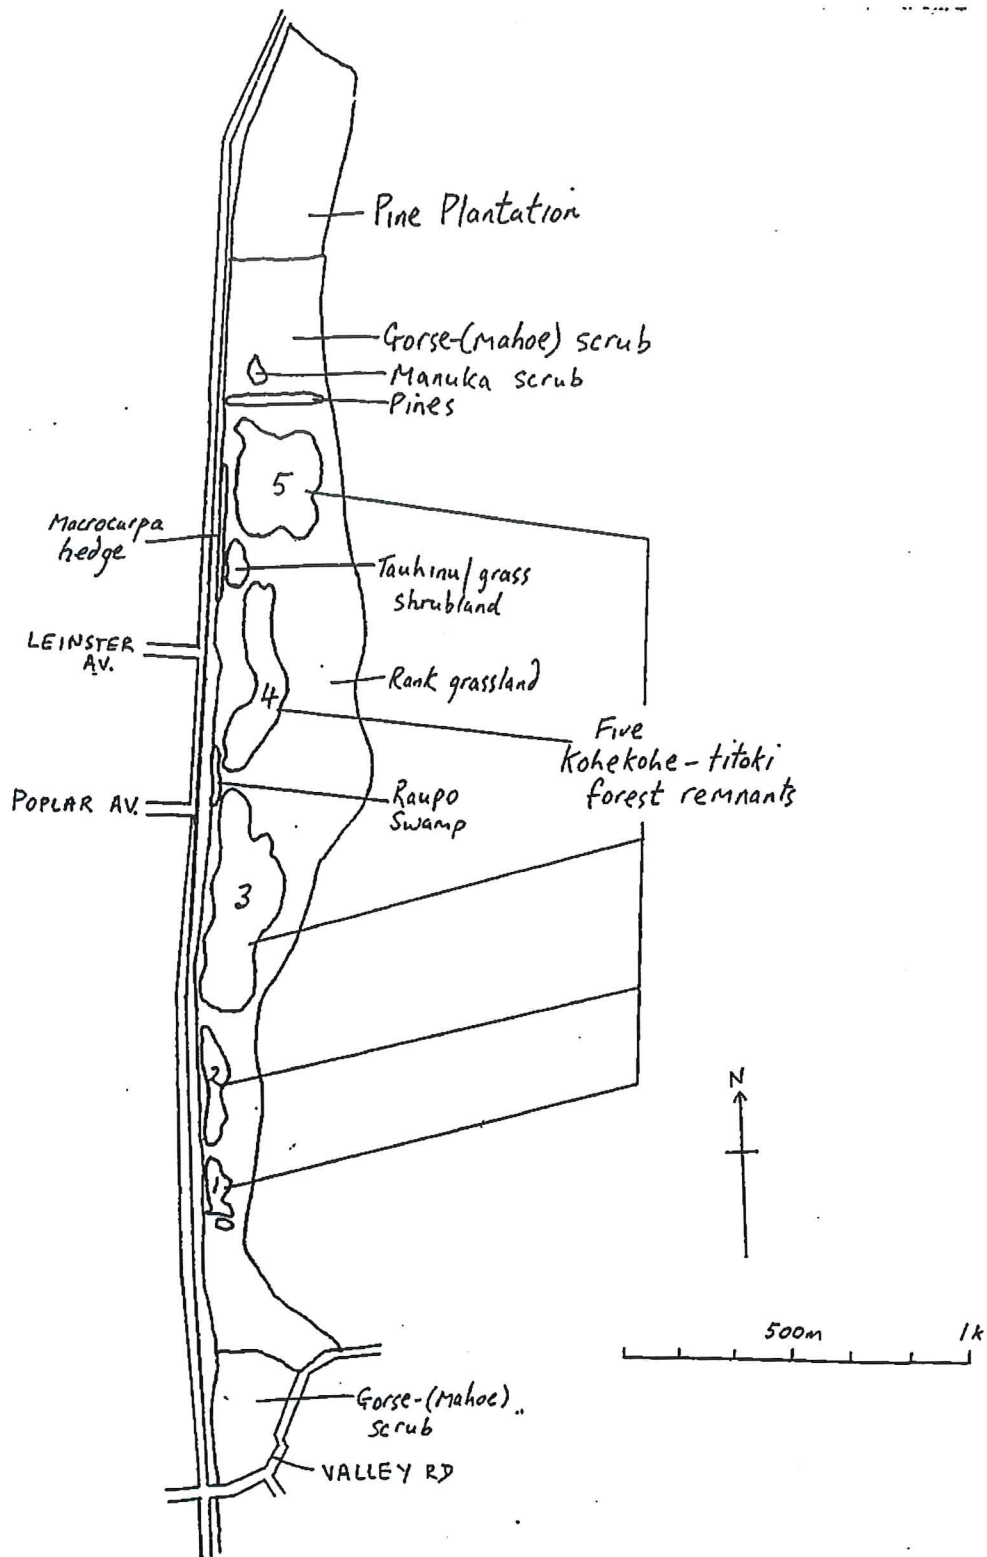 Pine Plantation
Gorse-(mahoe) scrub
Manuka scrub
Pines
5
Macrocarpa
hedge
Tauhinu/grass
shrubland
LEINSTER
AV.
4
Rank grassland
Five
Kohekohe-titoki
forest remnants
POPLAR AV.
Raupo
Swamp
3
2
N
1
500m
1k
Gorse-(mahoe)
scrub
VALLEY RD